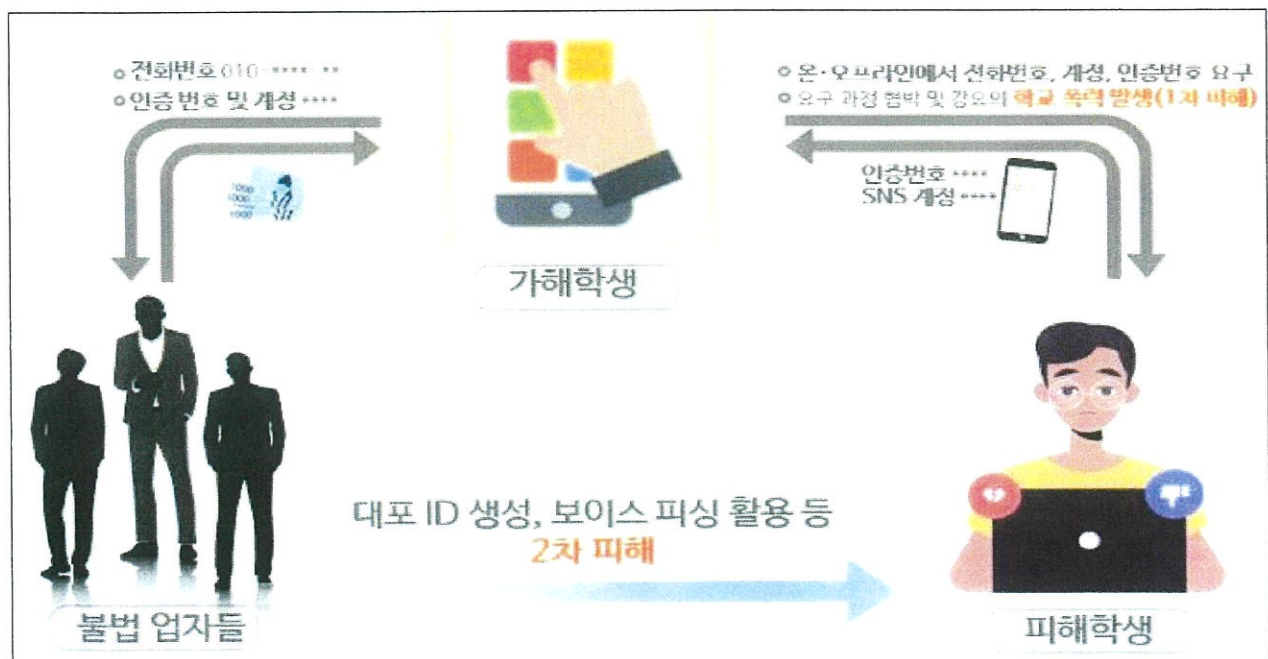 ○ 전화번호 010-****-**
○ 인증 번호 및 계정 ****
○ 온·오프라인에서 전화번호, 계정, 인증번호 요구
○ 요구 과정 협박 및 강요의 학교 폭력 발생(1차 피해)
1000
1000
1000
인증번호 ****
SNS 계정 ****
가해학생
대포 ID 생성, 보이스 피싱 활용 등
2차 피해
불법 업자들
피해학생